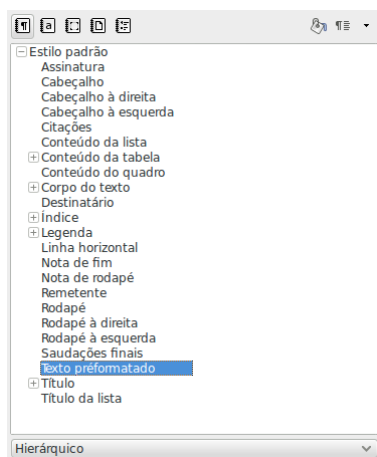 Estilo padrão
Assinatura
Cabeçalho
Cabeçalho à direita
Cabeçalho à esquerda
Citações
Conteúdo da lista
Conteúdo da tabela
Conteúdo do quadro
Corpo do texto
Destinatário
Índice
Legenda
Linha horizontal
Nota de fim
Nota de rodapé
Remetente
Rodapé
Rodapé à direita
Rodapé à esquerda
Saudações finais
Texto préformatado
Título
Título da lista
Hierárquico